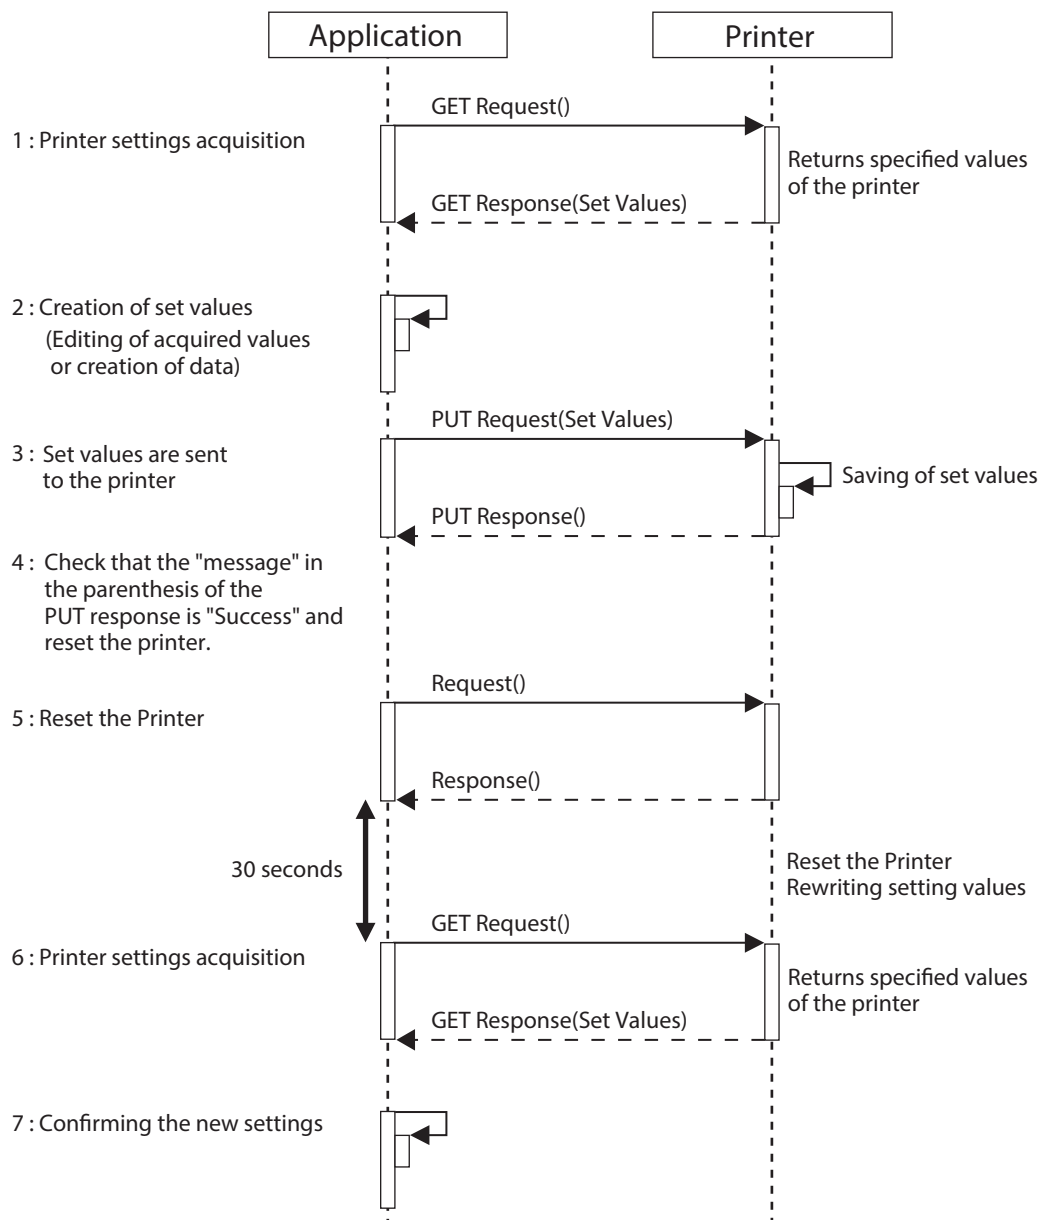 Application
Printer
GET Request()
1 : Printer settings acquisition
Returns specified values
of the printer
GET Response(Set Values)
2 : Creation of set values
(Editing of acquired values
or creation of data)
PUT Request(Set Values)
3 : Set values are sent
to the printer
Saving of set values
PUT Response()
4 : Check that the "message" in
the parenthesis of the
PUT response is "Success" and
reset the printer.
Request()
5 : Reset the Printer
Response()
30 seconds
Reset the Printer
Rewriting setting values
GET Request()
6 : Printer settings acquisition
Returns specified values
of the printer
GET Response(Set Values)
7 : Confirming the new settings